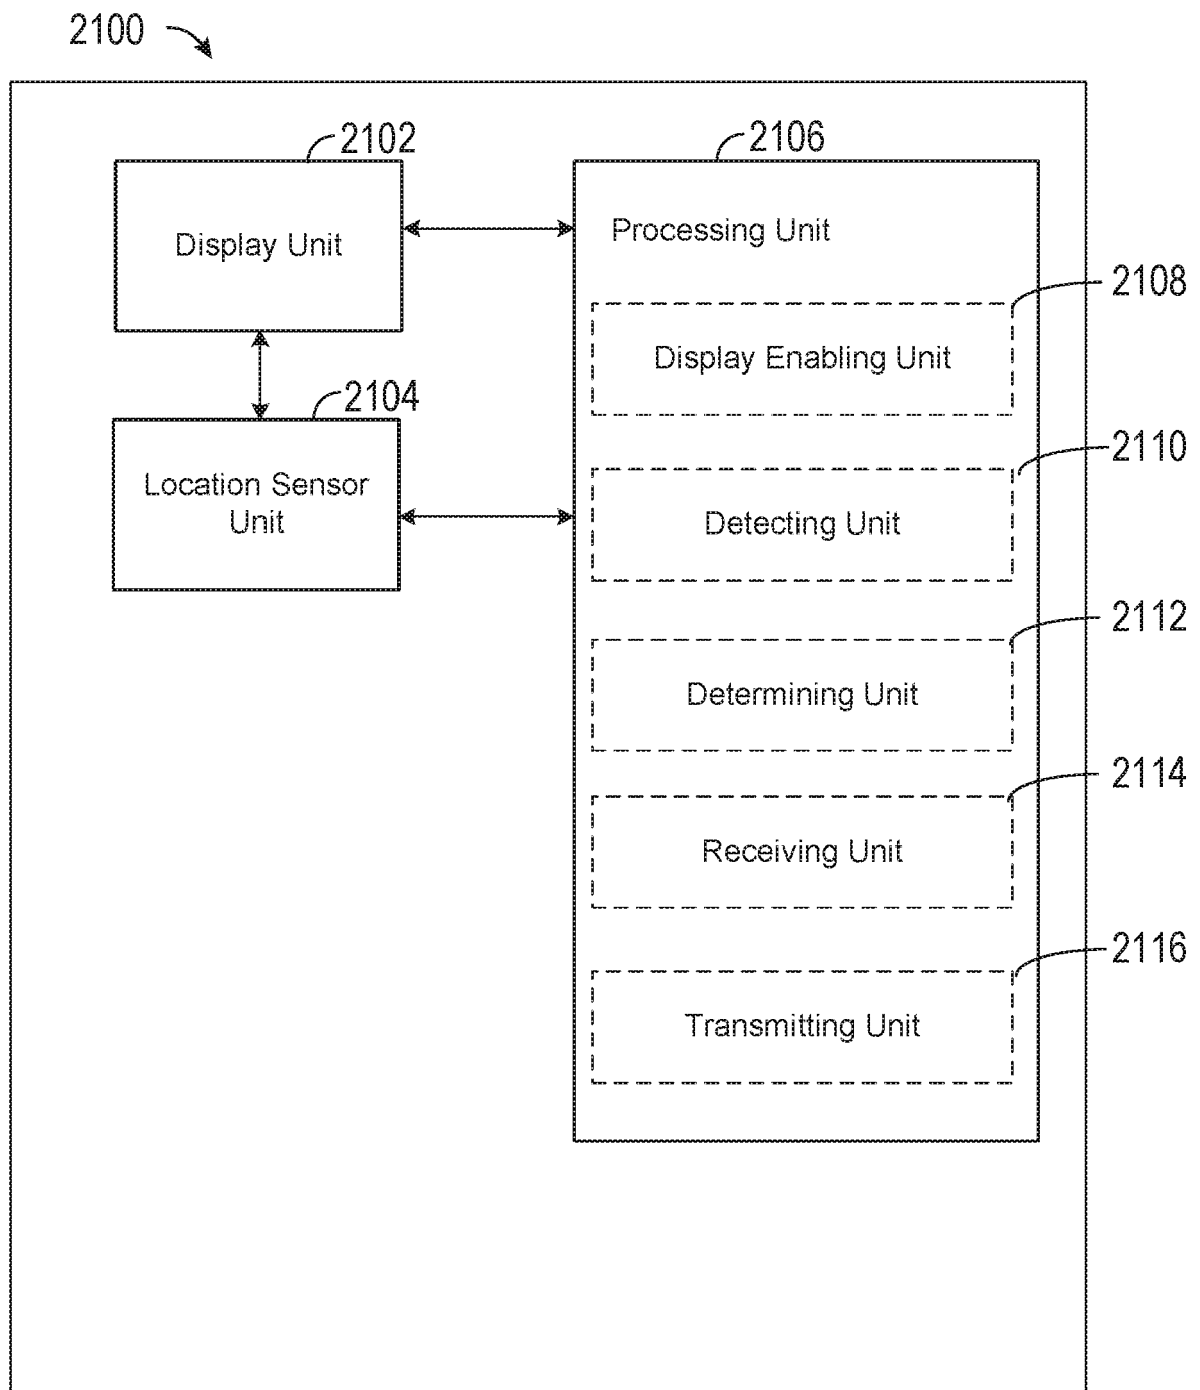 2100
2102
Display Unit
2104
Location Sensor
Unit
2106
Processing Unit
2108
Display Enabling Unit
2110
Detecting Unit
2112
Determining Unit
2114
Receiving Unit
2116
Transmitting Unit